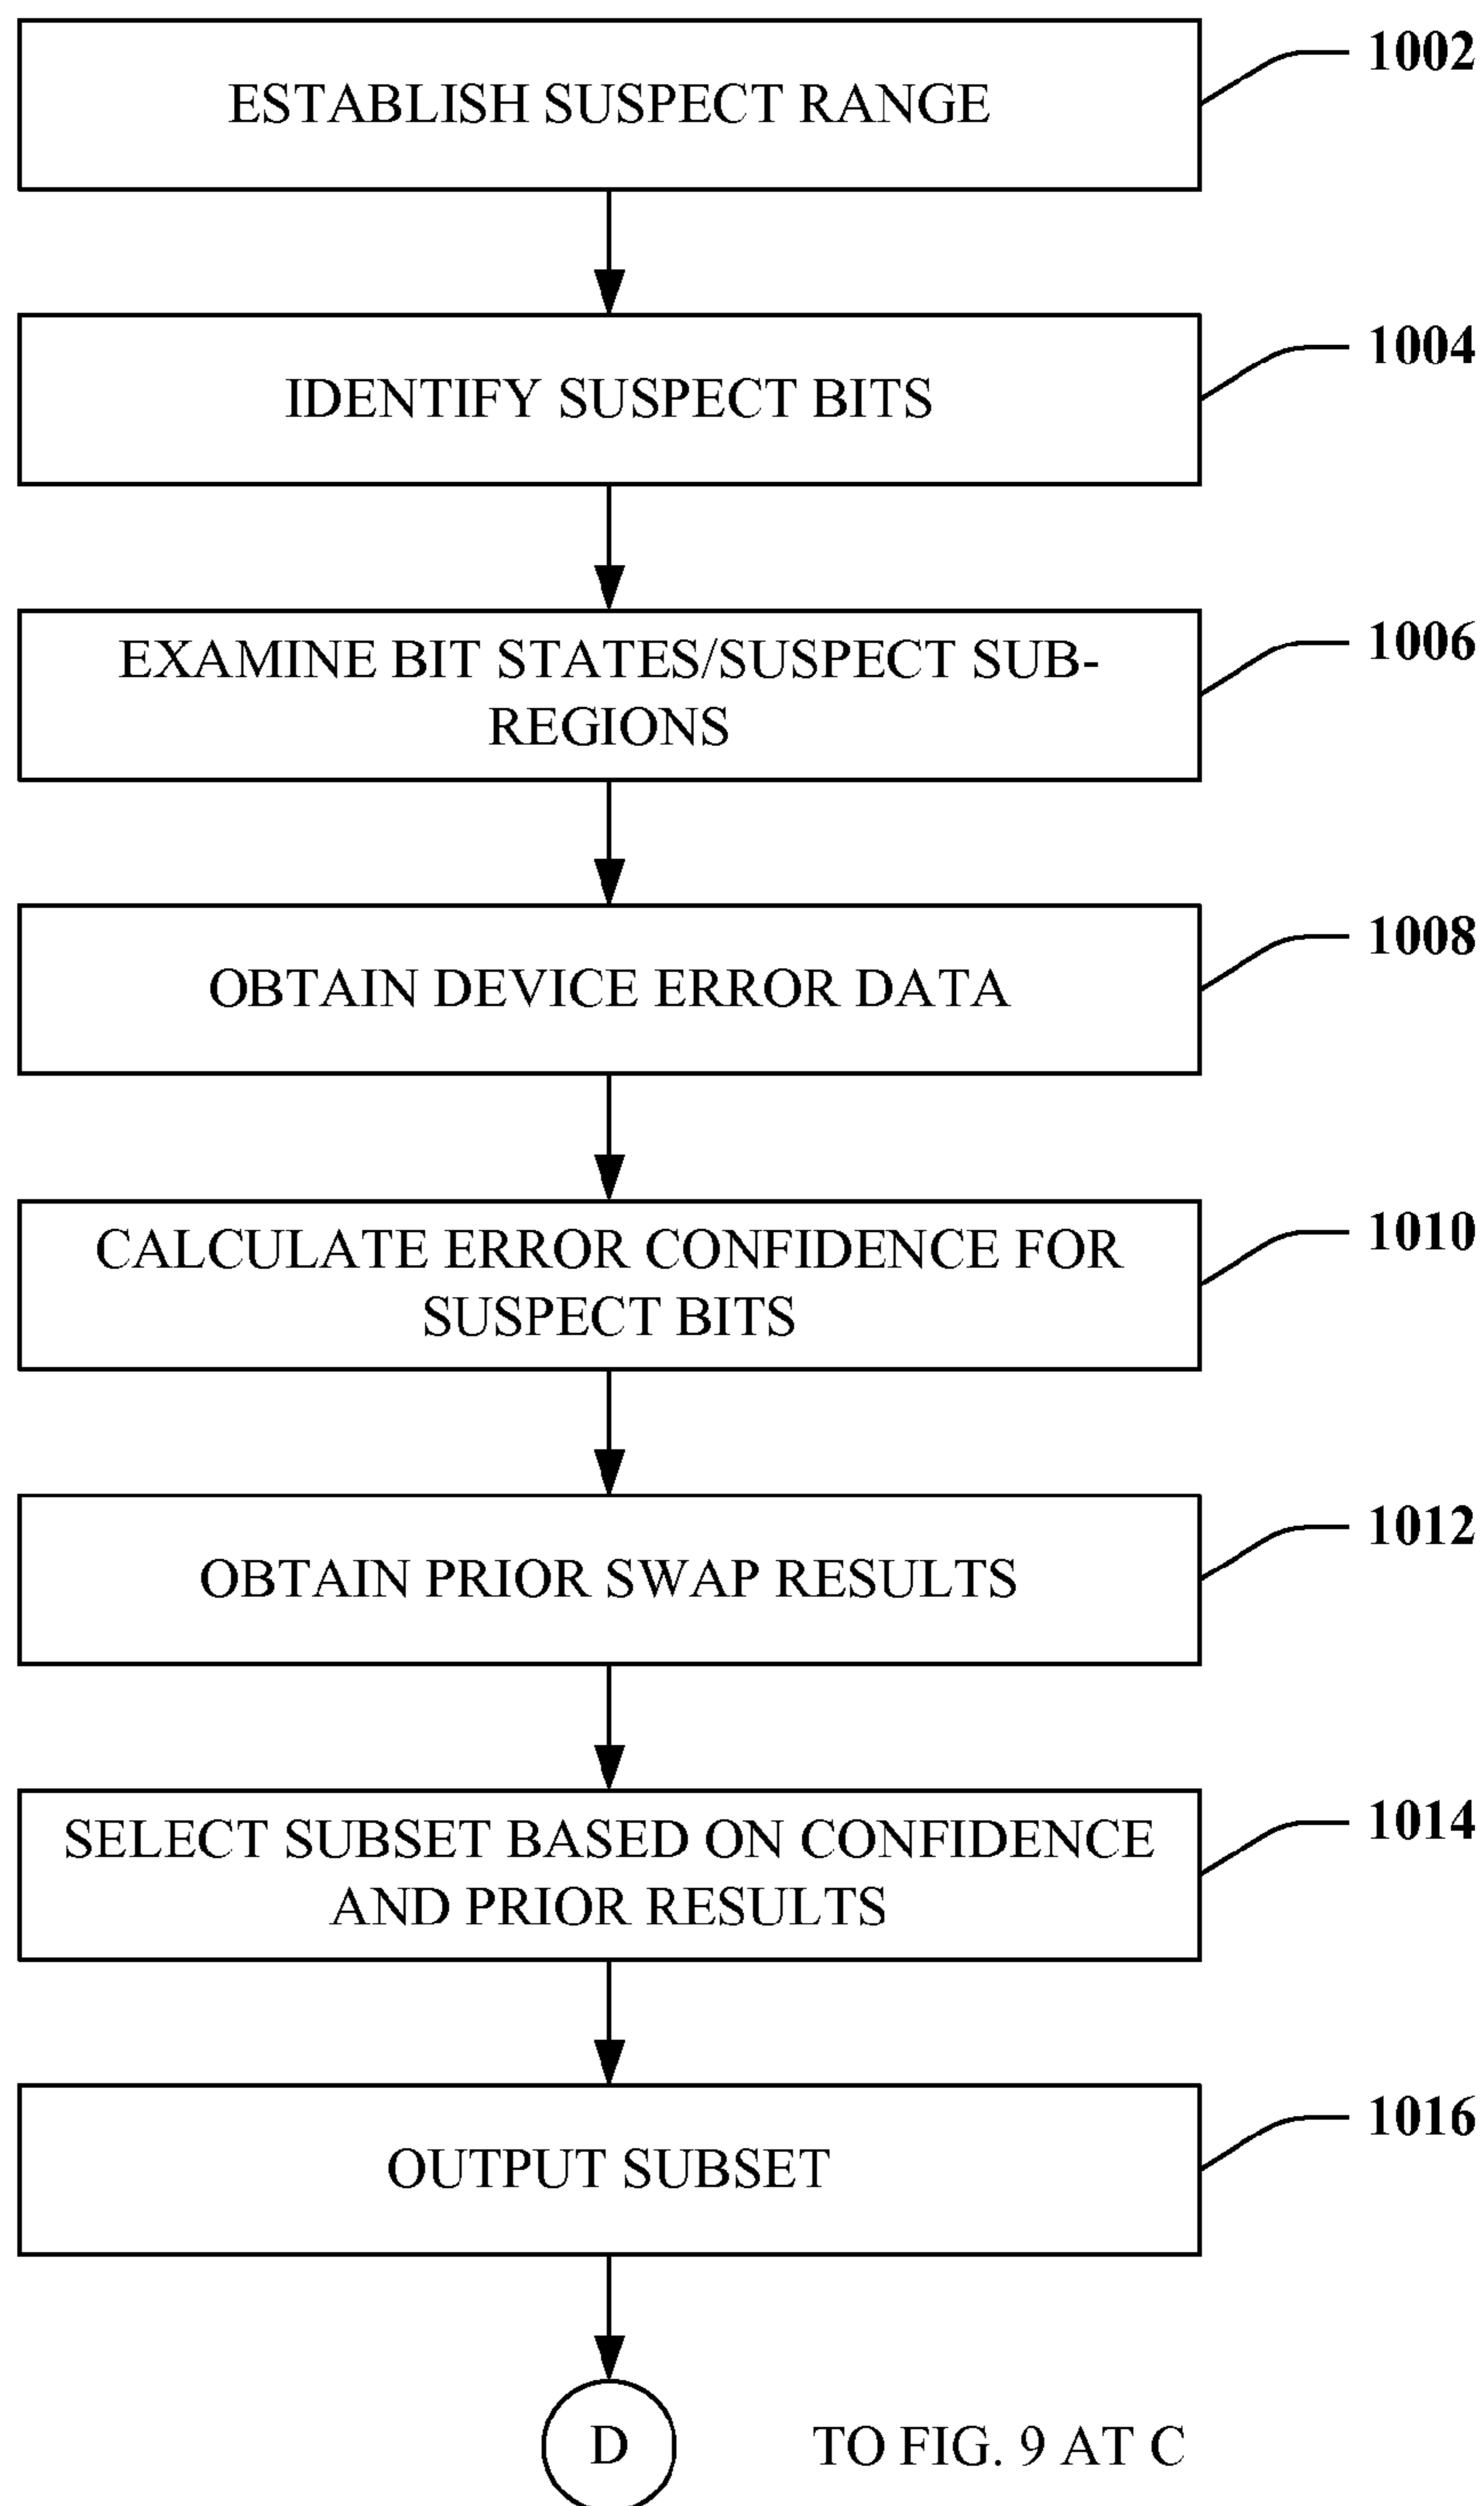 ESTABLISH SUSPECT RANGE
1002
IDENTIFY SUSPECT BITS
1004
EXAMINE BIT STATES/SUSPECT SUB-
REGIONS
1006
OBTAIN DEVICE ERROR DATA
1008
CALCULATE ERROR CONFIDENCE FOR
SUSPECT BITS
1010
OBTAIN PRIOR SWAP RESULTS
1012
SELECT SUBSET BASED ON CONFIDENCE
AND PRIOR RESULTS
1014
OUTPUT SUBSET
1016
D
TO FIG. 9 AT C